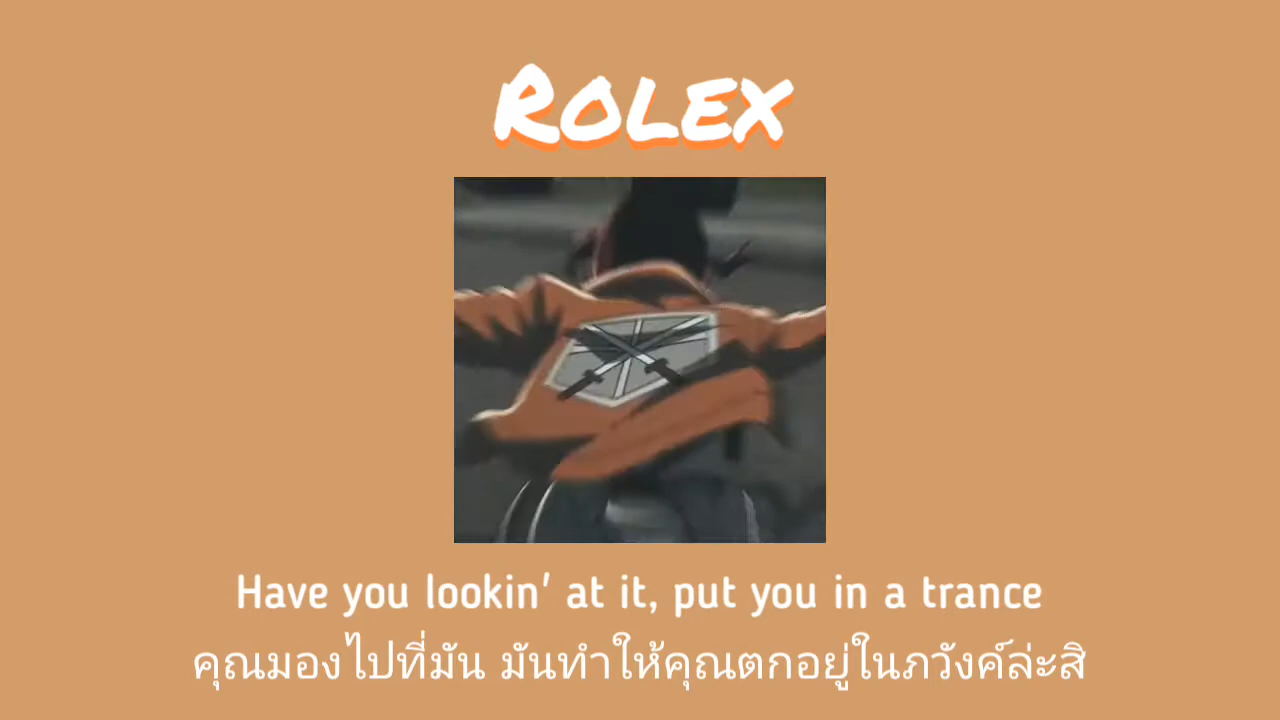 ROLEX
Have you lookin' at it, put you in a trance
คุณมองไปที่มัน มันทำให้คุณตกอยู่ในภวังค์ล่ะสิ